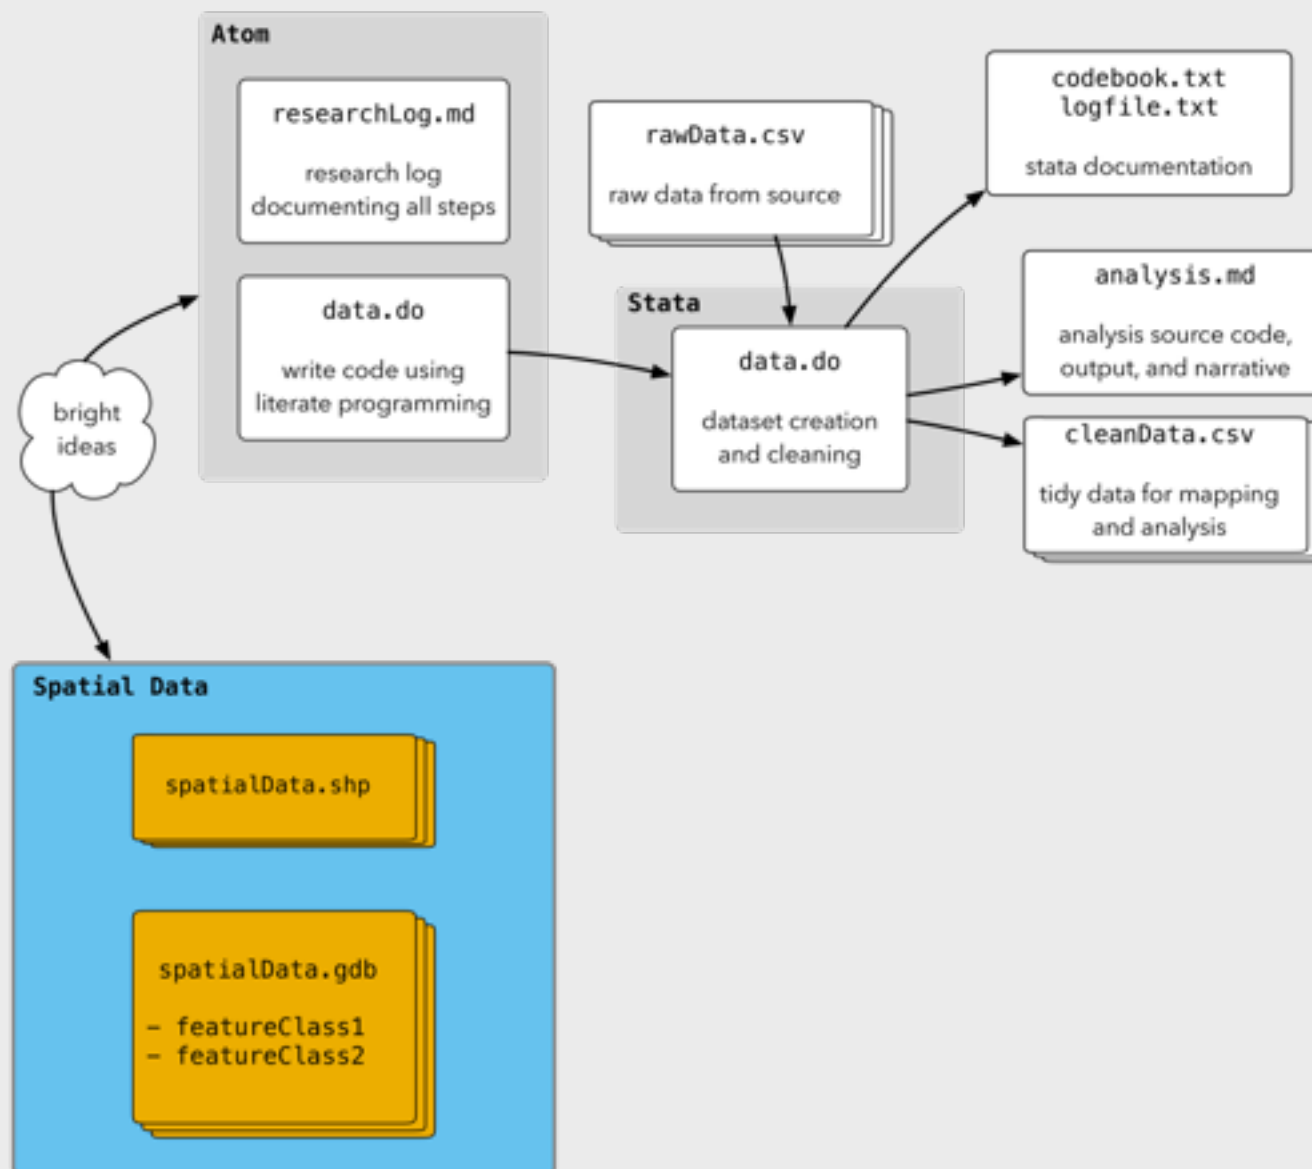 Atom
researchLog.md
research log
documenting all steps
data.do
write code using
literate programming
bright
ideas
rawData.csv
raw data from source
Stata
data.do
dataset creation
and cleaning
codebook.txt
logfile.txt
stata documentation
analysis.md
analysis source code,
output, and narrative
cleanData.csv
tidy data for mapping
and analysis
Spatial Data
spatialData.shp
spatialData.gdb
– featureClass1
– featureClass2